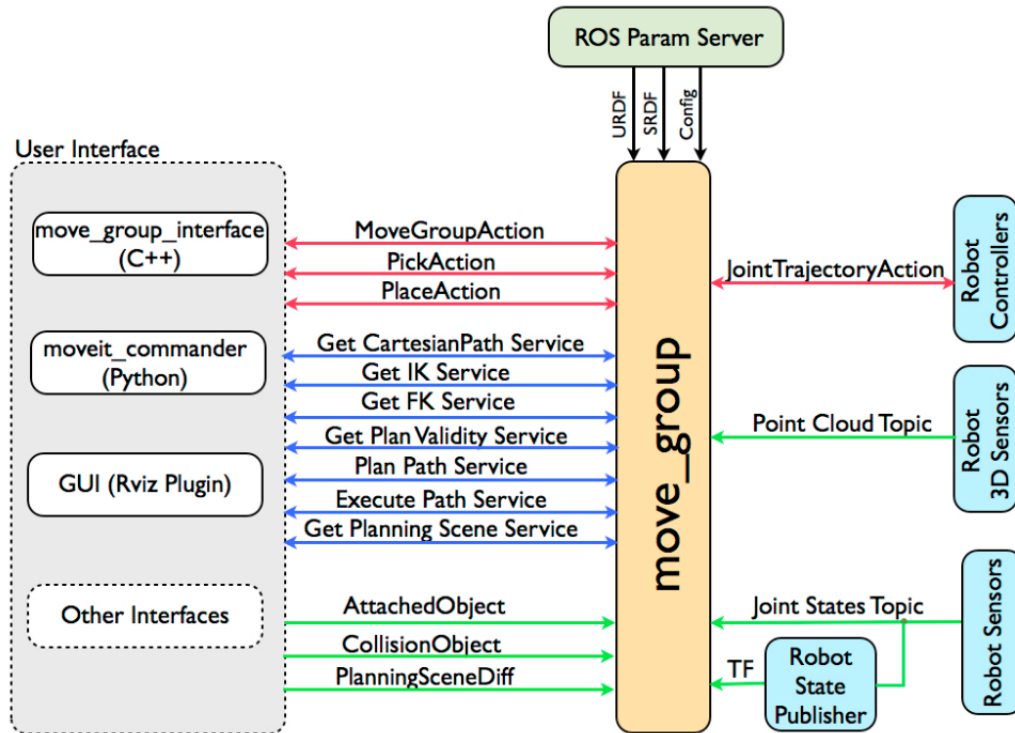 ROS Param Server
URDF
SRDF
Config
User Interface
move_group_interface
(C++)
moveit_commander
(Python)
GUI (Rviz Plugin)
Other Interfaces
MoveGroupAction
PickAction
PlaceAction
Get CartesianPath Service
Get IK Service
Get FK Service
Get Plan Validity Service
Plan Path Service
Execute Path Service
Get Planning Scene Service
AttachedObject
CollisionObject
PlanningSceneDiff
move_group
JointTrajectoryAction
Robot
Controllers
Point Cloud Topic
Robot
3D Sensors
Joint States Topic
Robot Sensors
TF
Robot
State
Publisher